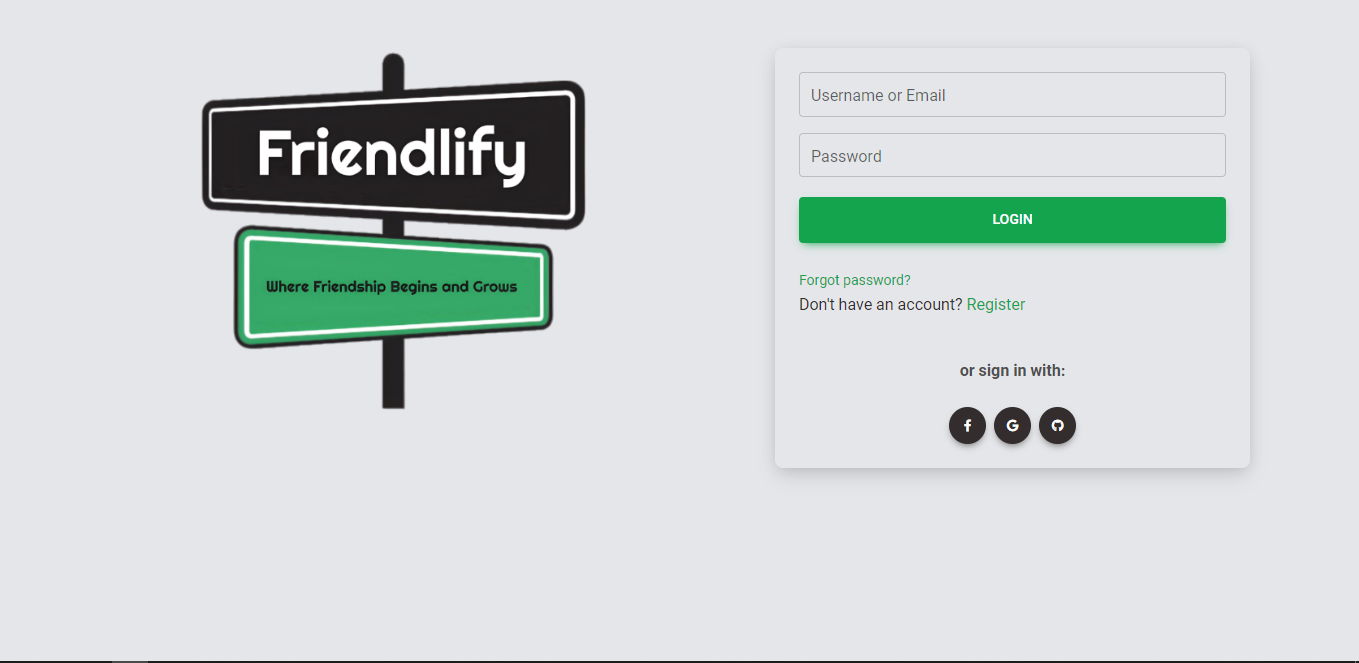 Friendlify
Where Friendship Begins and Grows
Username or Email
Password
LOGIN
Forgot password?
Don't have an account? Register
or sign in with: